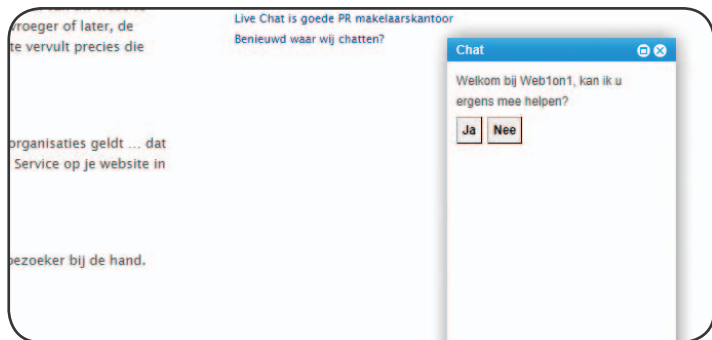 vroeger of later, de
te vervult precies die
organisaties geldt ... dat
Service op je website in
bezoeker bij de hand.
Live Chat is goede PR makelaarskantoor
Benieuwd waar wij chatten?
Chat
Welkom bij Web1on1, kan ik u
ergens mee helpen?
Ja Nee